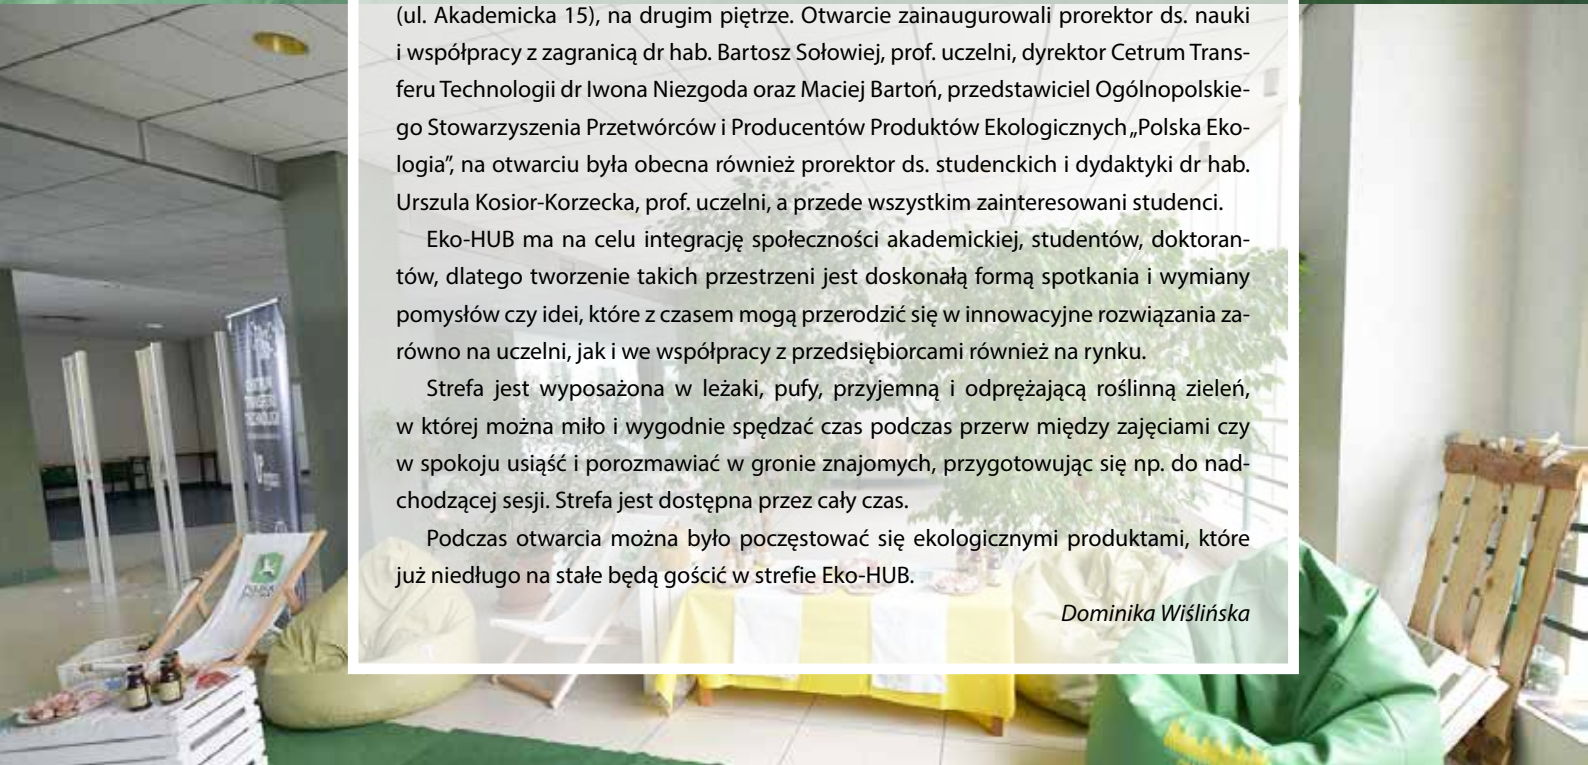 (ul. Akademicka 15), na drugim piętrze. Otwarcie zainaugurowali prorektor ds. nauki
i współpracy z zagranicą dr hab. Bartosz Sołowiej, prof. uczelni, dyrektor Cetrum Trans-
feru Technologii dr Iwona Niezgoda oraz Maciej Bartoń, przedstawiciel Ogólnopolskie-
go Stowarzyszenia Przetwórców i Producentów Produktów Ekologicznych „Polska Eko-
logia”, na otwarciu była obecna również prorektor ds. studenckich i dydaktyki dr hab.
Urszula Kosior-Korzecka, prof. uczelni, a przede wszystkim zainteresowani studenci.
Eko-HUB ma na celu integrację społeczności akademickiej, studentów, doktoran-
tów, dlatego tworzenie takich przestrzeni jest doskonałą formą spotkania i wymiany
pomysłów czy idei, które z czasem mogą przerodzić się w innowacyjne rozwiązania za-
równo na uczelni, jak i we współpracy z przedsiębiorcami również na rynku.
Strefa jest wyposażona w leżaki, pufy, przyjemną i odprężającą roślinną zieleń,
w której można miło i wygodnie spędzać czas podczas przerw między zajęciami czy
w spokoju usiąść i porozmawiać w gronie znajomych, przygotowując się np. do nad-
chodzącej sesji. Strefa jest dostępna przez cały czas.
Podczas otwarcia można było poczęstować się ekologicznymi produktami, które
już niedługo na stałe będą gościć w strefie Eko-HUB.
Dominika Wiślińska